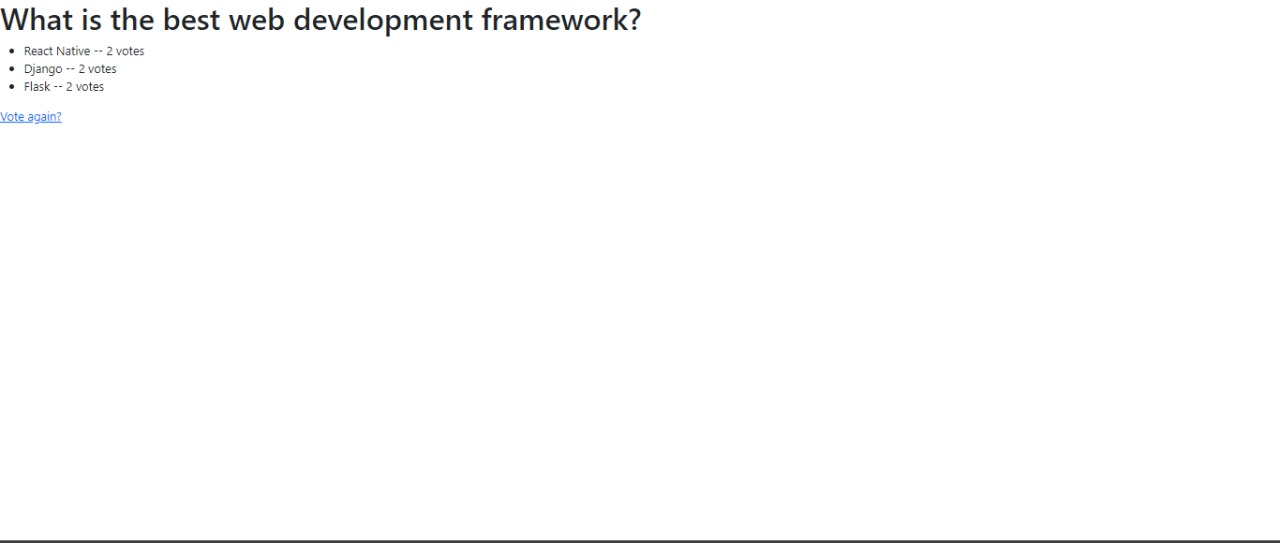 What is the best web development framework?
React Native -- 2 votes
Django -- 2 votes
Flask -- 2 votes
Vote again?